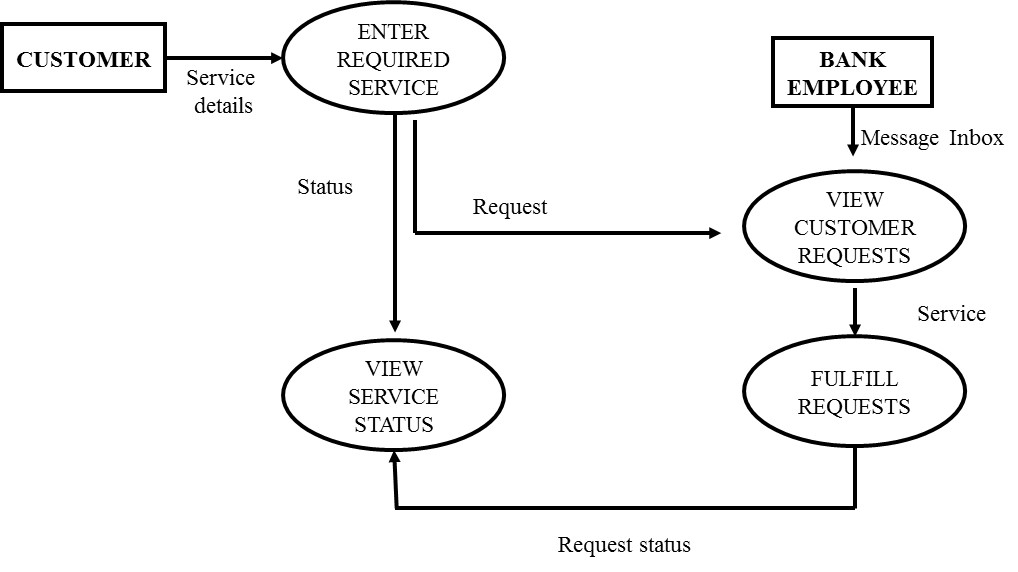 CUSTOMER
Service
details
ENTER
REQUIRED
SERVICE
BANK
EMPLOYEE
Message Inbox
Status
Request
VIEW
CUSTOMER
REQUESTS
Service
VIEW
SERVICE
STATUS
FULFILL
REQUESTS
Request status